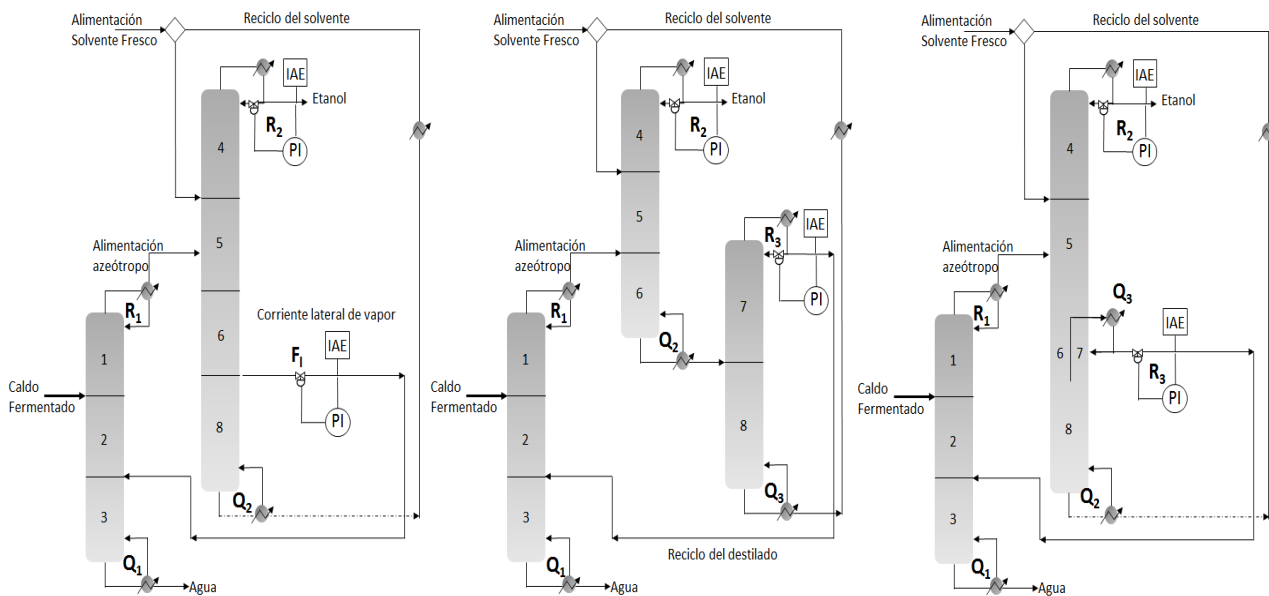 Alimentación
Solvente Fresco
Reciclo del solvente
IAE
Etanol
R2
PI
4
5
Alimentación
azeótropo
R1
6
Corriente lateral de vapor
IAE
FI
PI
1
Caldo
Fermentado
2
8
3
Q2
Q1
Agua
Alimentación
Solvente Fresco
Reciclo del solvente
IAE
Etanol
R2
PI
4
5
Alimentación
azeótropo
R1
6
IAE
R3
PI
7
Q2
1
Caldo
Fermentado
2
8
3
Q3
Reciclo del destilado
Q1
Agua
Alimentación
Solvente Fresco
Reciclo del solvente
IAE
Etanol
R2
PI
4
5
Alimentación
azeótropo
R1
Q3
IAE
6 7
R3
PI
1
Caldo
Fermentado
2
8
3
Q2
Q1
Agua